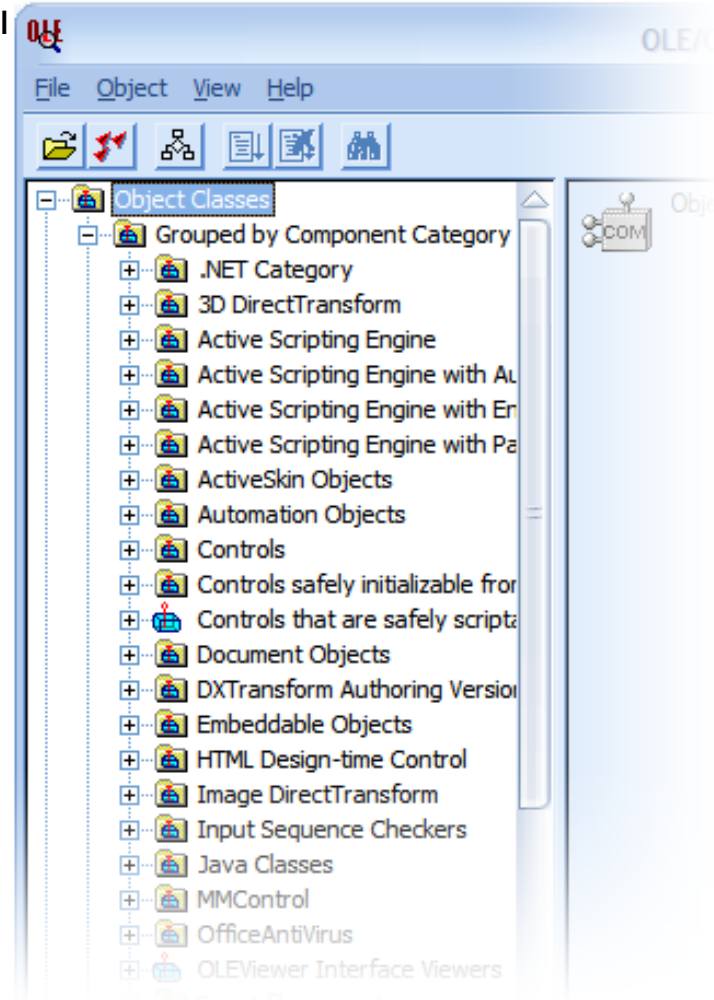 OLE
OLE/
File Object View Help
Object Classes
Grouped by Component Category
.NET Category
3D DirectTransform
Active Scripting Engine
Active Scripting Engine with Au
Active Scripting Engine with En
Active Scripting Engine with Pa
ActiveSkin Objects
Automation Objects
Controls
Controls safely initializable fror
Controls that are safely scripta
Document Objects
DXTransform Authoring Version
Embeddable Objects
HTML Design-time Control
Image DirectTransform
Input Sequence Checkers
Java Classes
MMControl
OfficeAntiVirus
OLEViewer Interface Viewers
COM
Obje